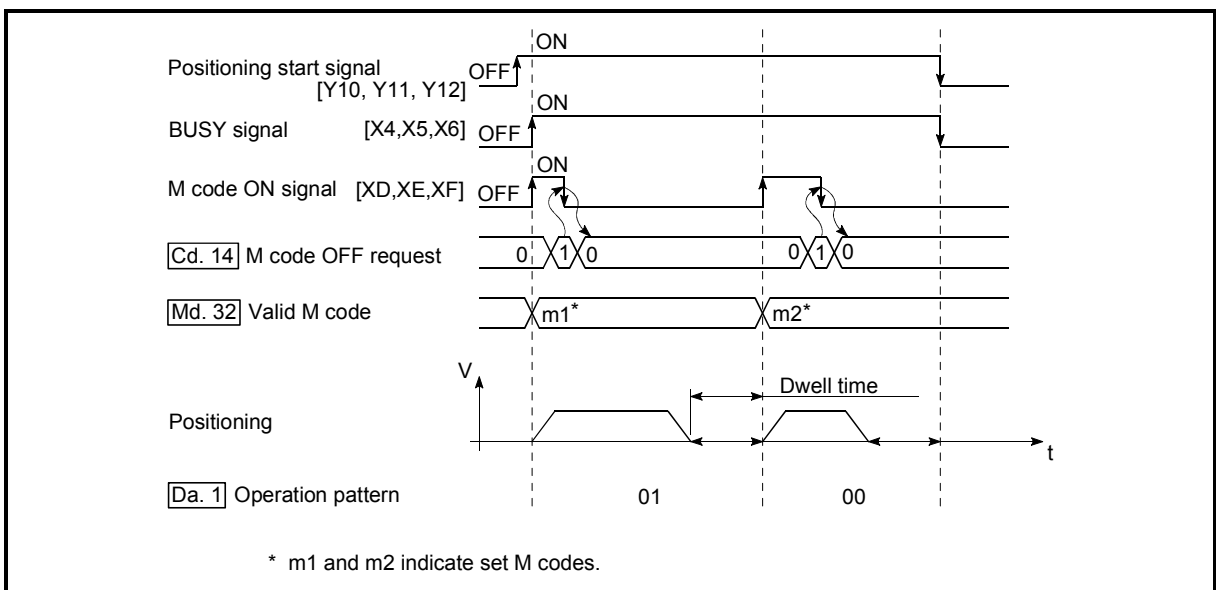 ON
Positioning start signal OFF
[Y10, Y11, Y12]
ON
BUSY signal [X4,X5,X6] OFF
ON
M code ON signal [XD,XE,XF] OFF
Cd. 14 M code OFF request 0 1 0 0 1 0
Md. 32 Valid M code m1* m2*
V
Dwell time
Positioning
t
Da. 1 Operation pattern 01 00
* m1 and m2 indicate set M codes.